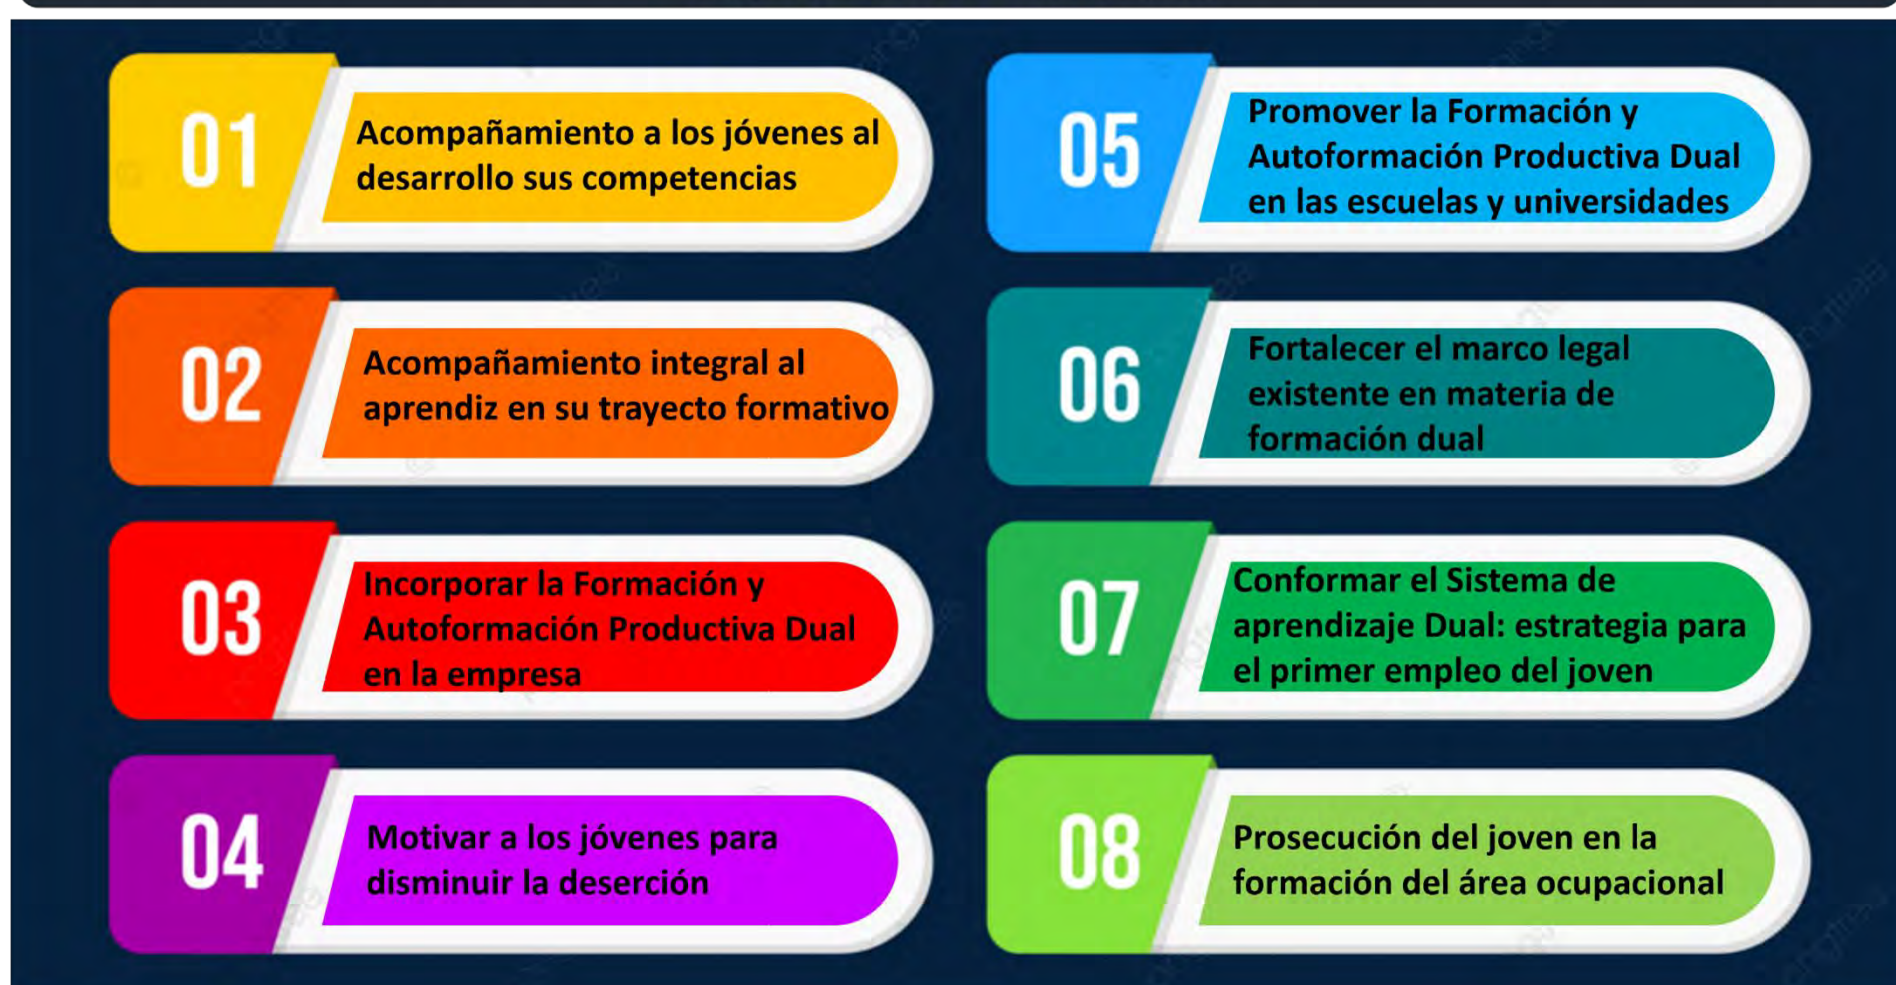 01
Acompañamiento a los jóvenes al
desarrollo sus competencias
02
Acompañamiento integral al
aprendiz en su trayecto formativo
03
Incorporar la Formación y
Autoformación Productiva Dual
en la empresa
04
Motivar a los jóvenes para
disminuir la deserción
05
Promover la Formación y
Autoformación Productiva Dual
en las escuelas y universidades
06
Fortalecer el marco legal
existente en materia de
formación dual
07
Conformar el Sistema de
aprendizaje Dual: estrategia para
el primer empleo del joven
08
Prosecución del joven en la
formación del área ocupacional